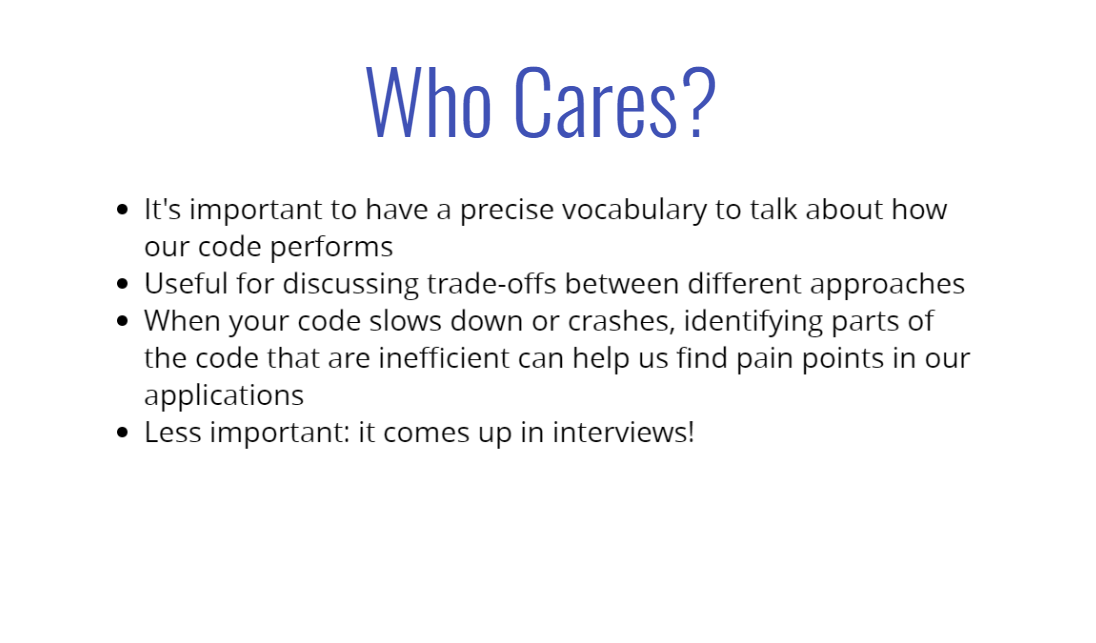 Who Cares?
It's important to have a precise vocabulary to talk about how
our code performs
Useful for discussing trade-offs between different approaches
When your code slows down or crashes, identifying parts of
the code that are inefficient can help us find pain points in our
applications
Less important: it comes up in interviews!